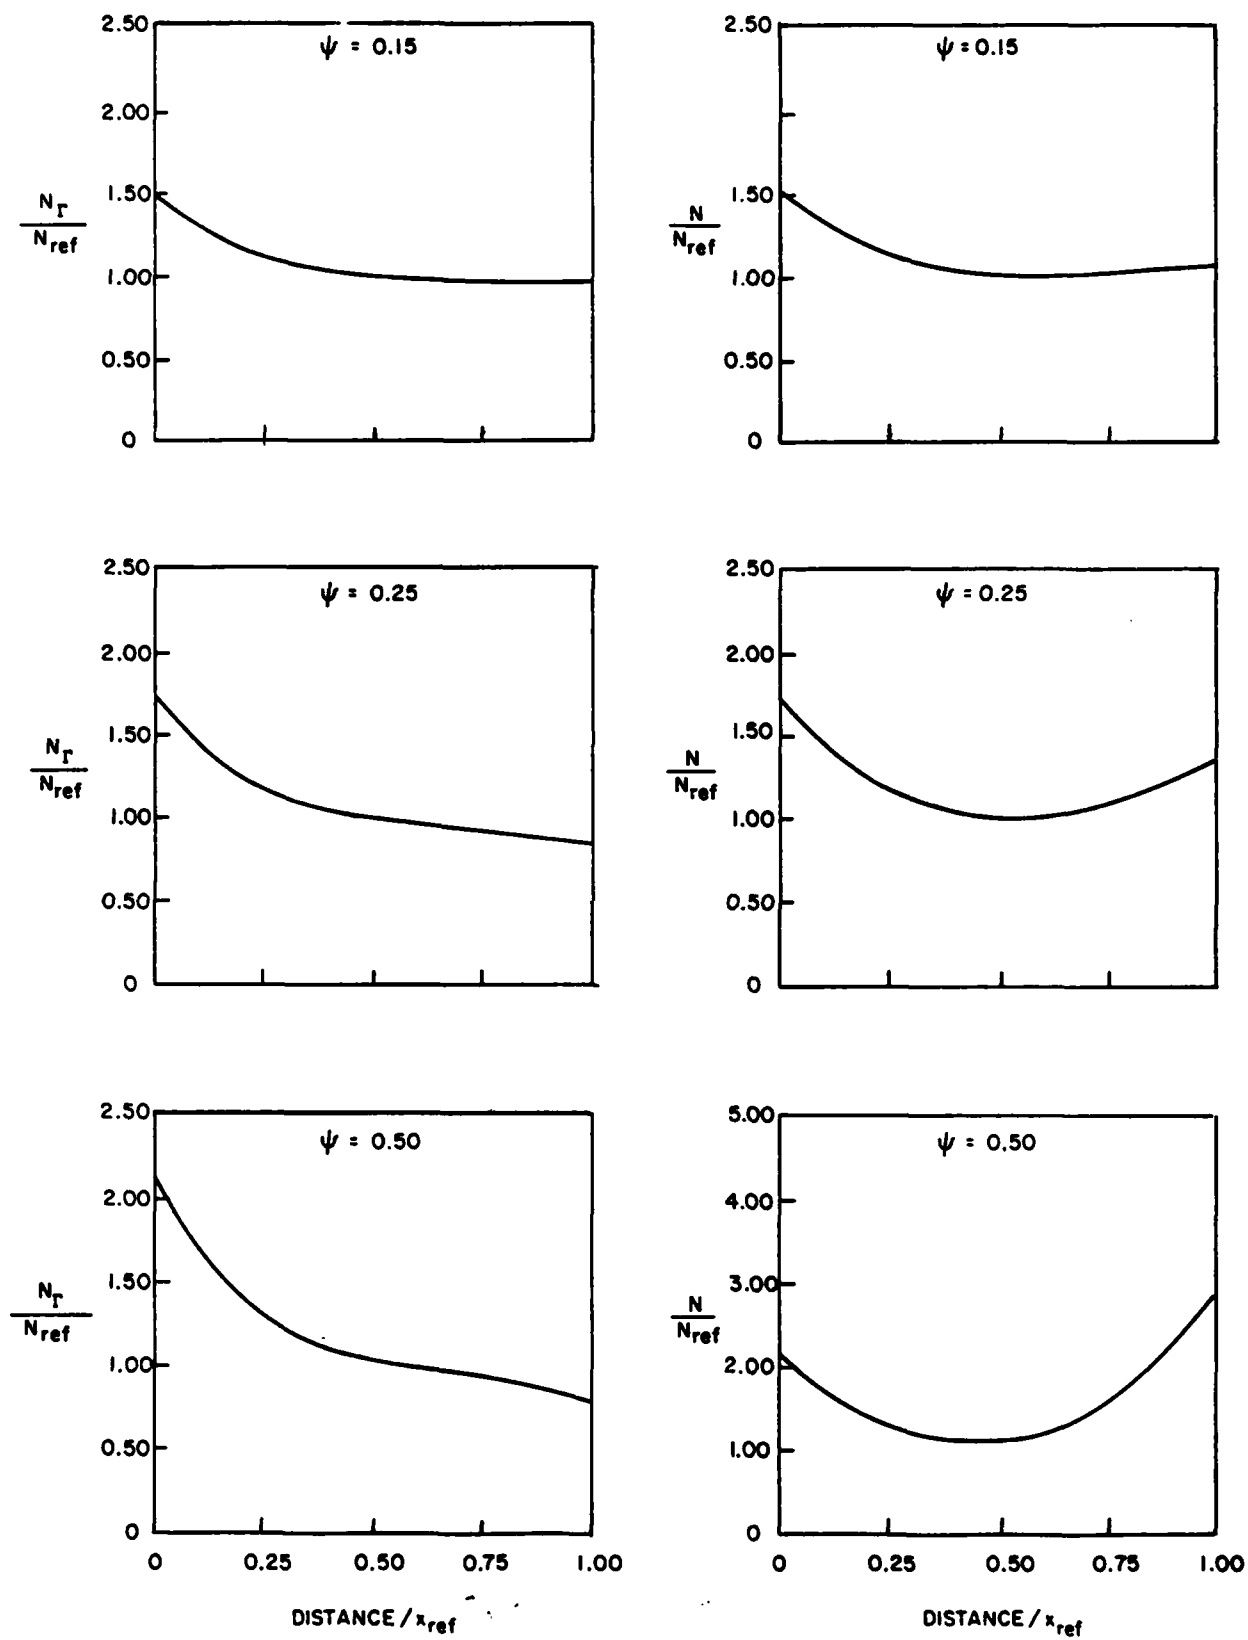 2.50
ψ = 0.15
2.00
1.50
N_Γ
N_ref
1.00
0.50
0
2.50
ψ = 0.15
1.50
N
N_ref
1.00
0.50
0
2.50
ψ = 0.25
2.00
1.50
N_Γ
N_ref
1.00
0.50
0
2.50
ψ = 0.25
2.00
1.50
N
N_ref
1.00
0.50
0
2.50
ψ = 0.50
2.00
1.50
N_Γ
N_ref
1.00
0.50
0
0 0.25 0.50 0.75 1.00
DISTANCE / x_ref
5.00
ψ = 0.50
4.00
3.00
N
N_ref
2.00
1.00
0
0 0.25 0.50 0.75 1.00
DISTANCE / x_ref